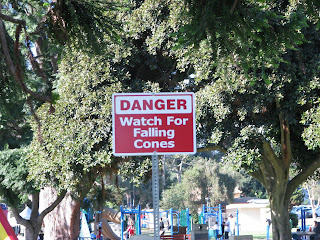 DANGER
Watch For
Falling
Cones